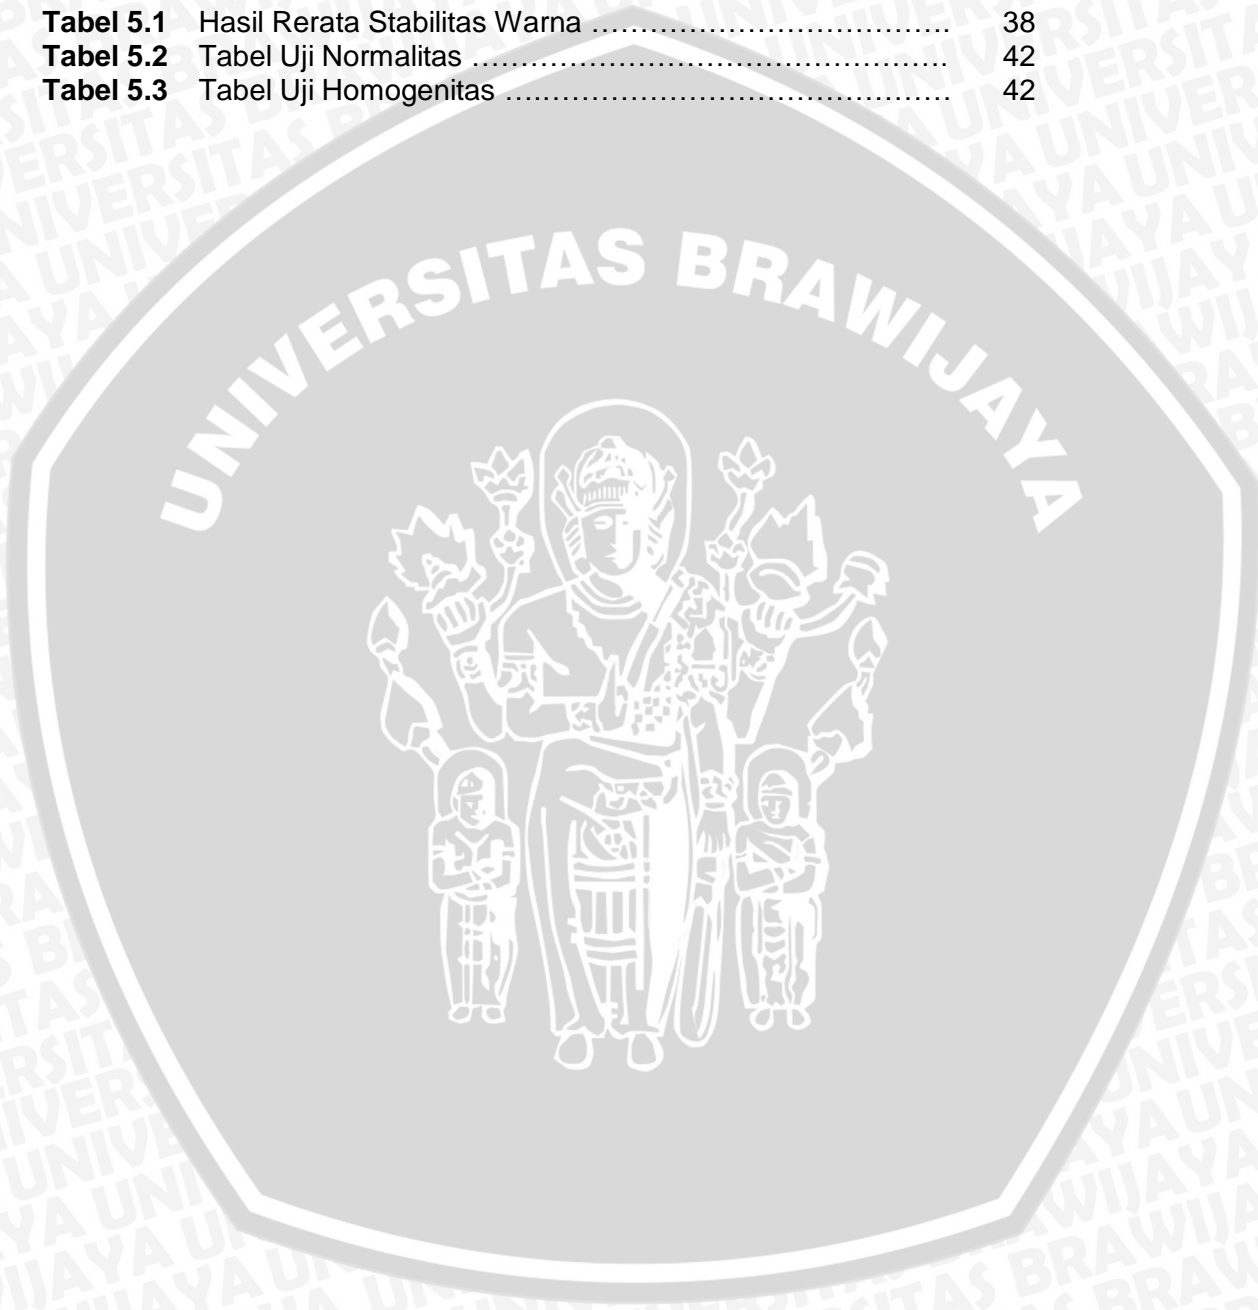 Tabel 5.1 Hasil Rerata Stabilitas Warna ………………………………. 38
Tabel 5.2 Tabel Uji Normalitas …………………………………………. 42
Tabel 5.3 Tabel Uji Homogenitas ….…………………………………… 42
UNIVERSITAS BRAWIJAYA